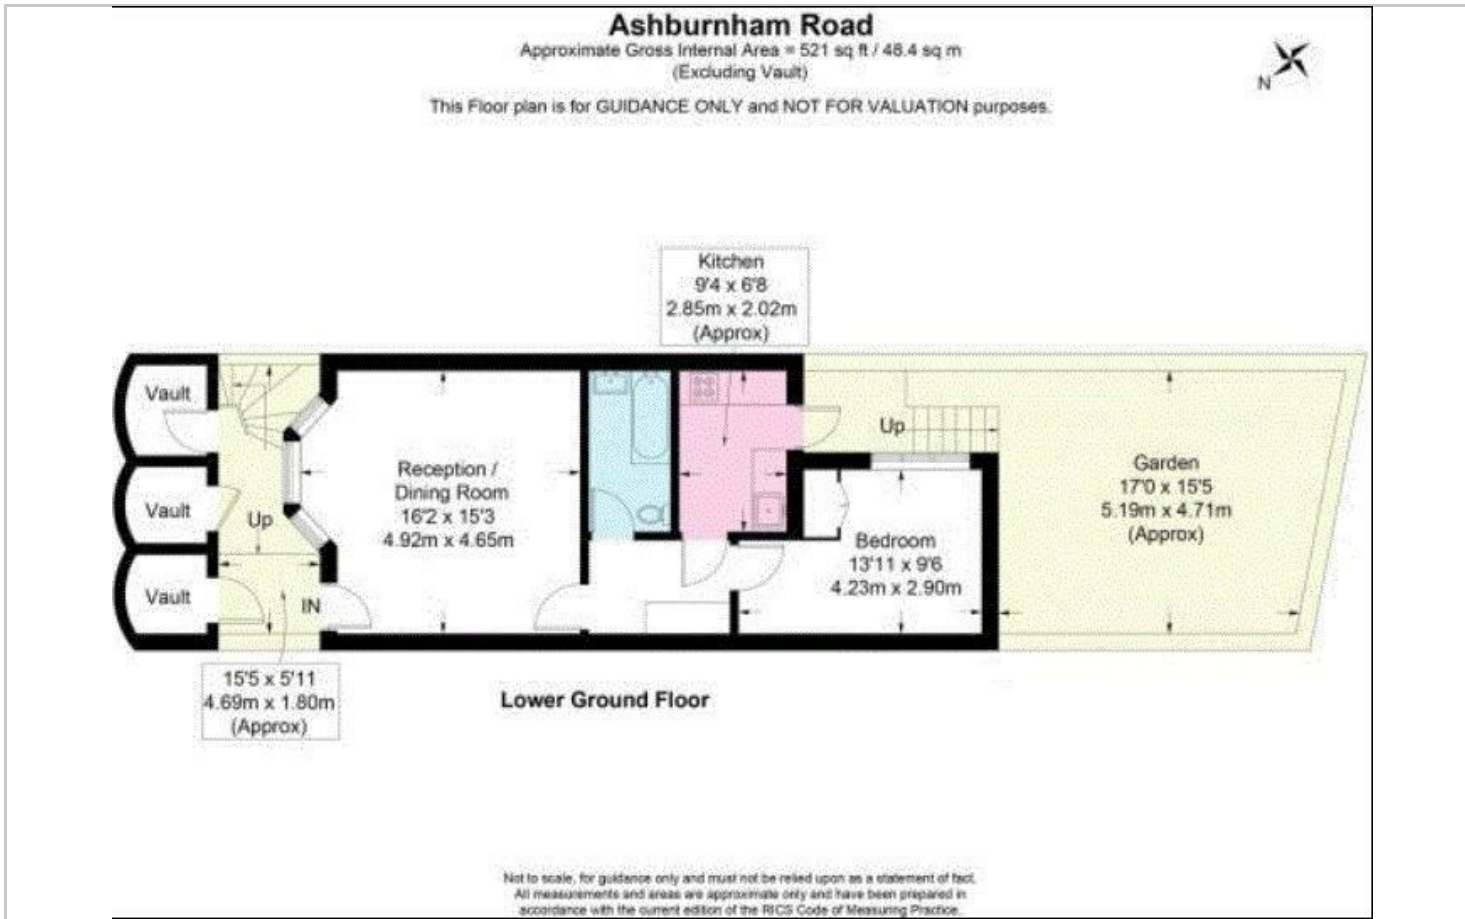 Ashburnham Road
Approximate Gross Internal Area = 521 sq ft / 48.4 sq m
(Excluding Vault)
This Floor plan is for GUIDANCE ONLY and NOT FOR VALUATION purposes.
N
Kitchen
9'4 x 6'8
2.85m x 2.02m
(Approx)
Vault
Vault
Vault
Up
IN
Reception /
Dining Room
16'2 x 15'3
4.92m x 4.65m
Up
Bedroom
13'11 x 9'6
4.23m x 2.90m
Garden
17'0 x 15'5
5.19m x 4.71m
(Approx)
15'5 x 5'11
4.69m x 1.80m
(Approx)
Lower Ground Floor
Not to scale, for guidance only and must not be relied upon as a statement of fact.
All measurements and areas are approximate only and have been prepared in
accordance with the current edition of the RICS Code of Measuring Practice.